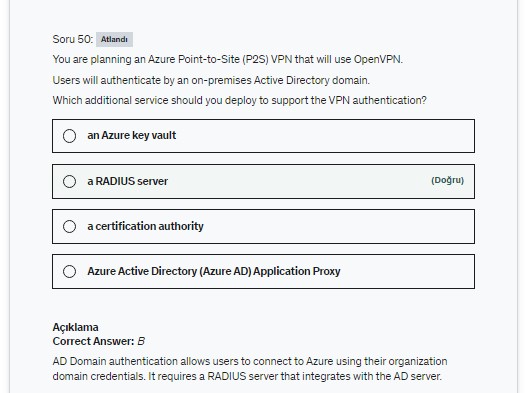 Soru 50: Atlandı
You are planning an Azure Point-to-Site (P2S) VPN that will use OpenVPN.
Users will authenticate by an on-premises Active Directory domain.
Which additional service should you deploy to support the VPN authentication?
an Azure key vault
a RADIUS server (Doğru)
a certification authority
Azure Active Directory (Azure AD) Application Proxy
Açıklama
Correct Answer: B
AD Domain authentication allows users to connect to Azure using their organization
domain credentials. It requires a RADIUS server that integrates with the AD server.